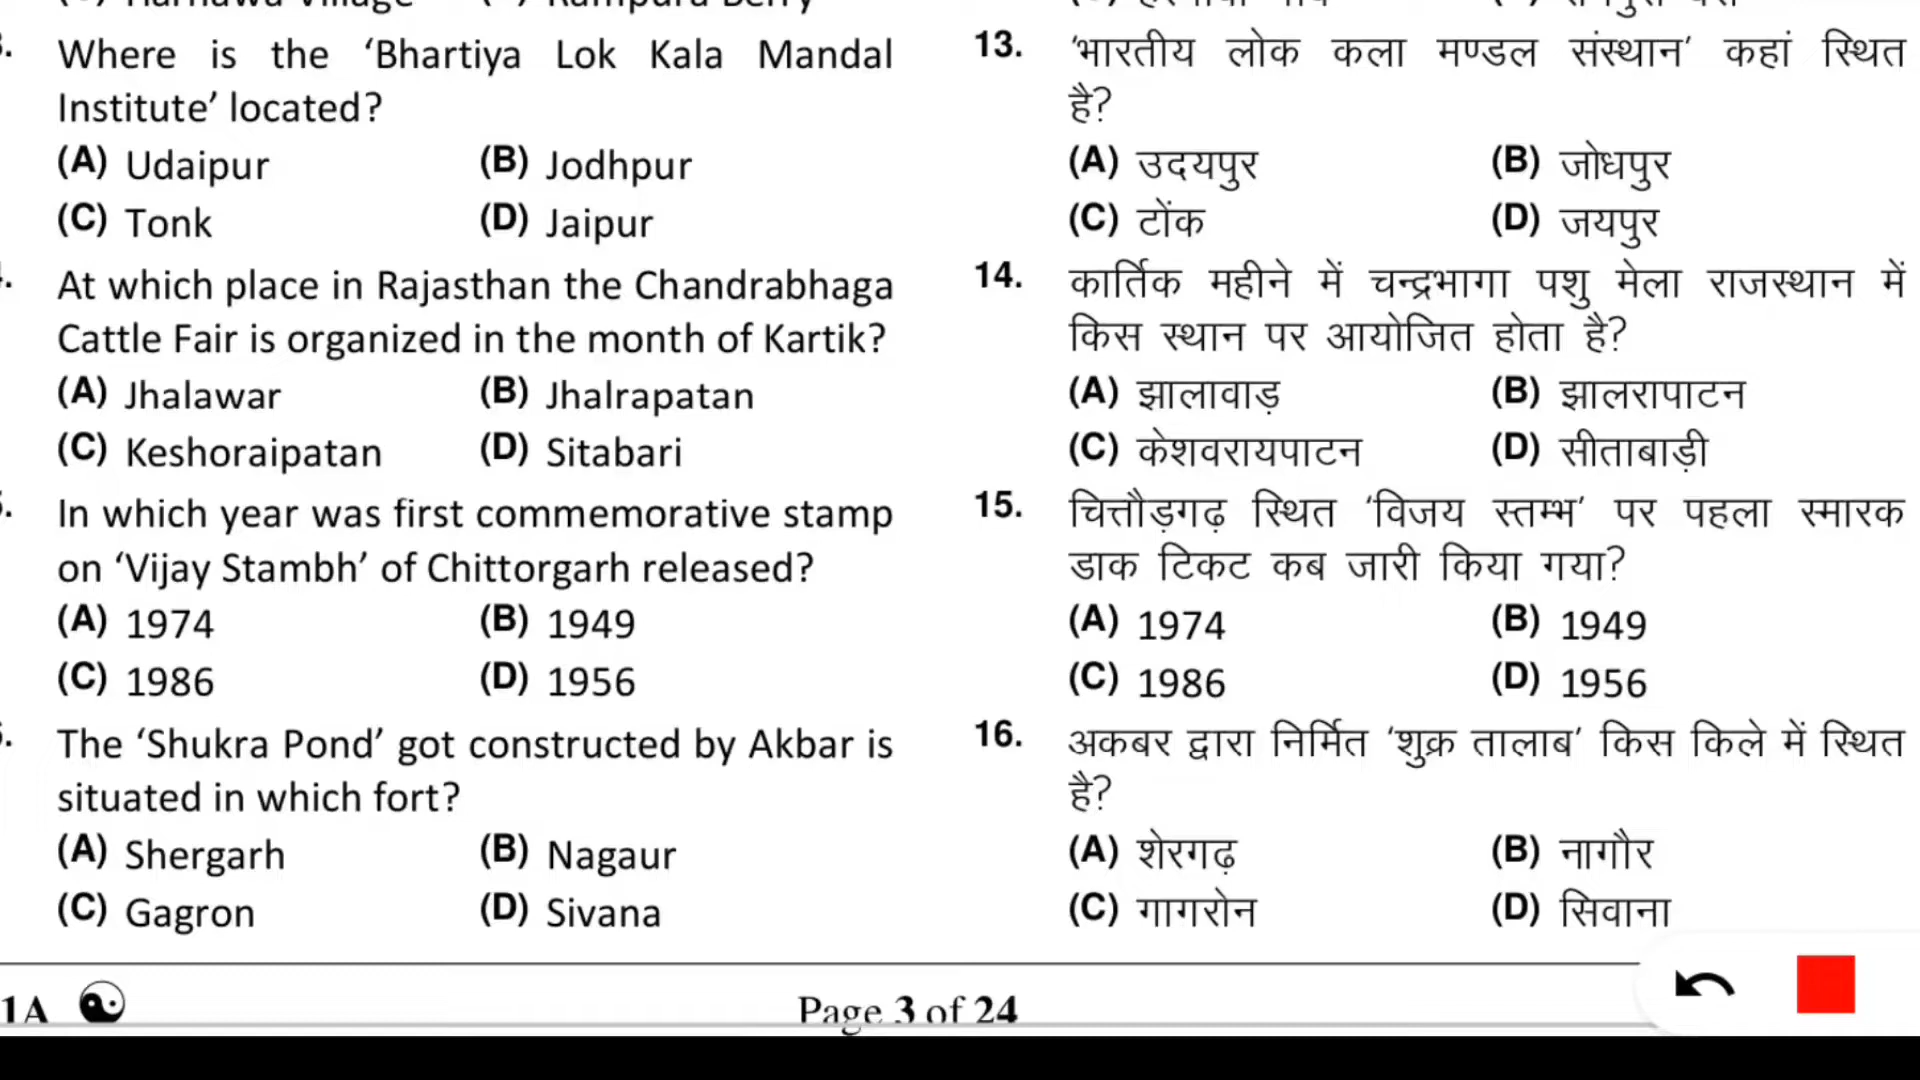 Where is the ‘Bhartiya Lok Kala Mandal
Institute’ located?
(A) Udaipur (B) Jodhpur
(C) Tonk (D) Jaipur
At which place in Rajasthan the Chandrabhaga
Cattle Fair is organized in the month of Kartik?
(A) Jhalawar (B) Jhalrapatan
(C) Keshoraipatan (D) Sitabari
In which year was first commemorative stamp
on ‘Vijay Stambh’ of Chittorgarh released?
(A) 1974 (B) 1949
(C) 1986 (D) 1956
The ‘Shukra Pond’ got constructed by Akbar is
situated in which fort?
(A) Shergarh (B) Nagaur
(C) Gagron (D) Sivana
13. ‘भारतीय लोक कला मण्डल संस्थान’ कहां स्थित
है?
(A) उदयपुर (B) जोधपुर
(C) टोंक (D) जयपुर
14. कार्तिक महीने में चन्द्रभागा पशु मेला राजस्थान में
किस स्थान पर आयोजित होता है?
(A) झालावाड़ (B) झालरापाटन
(C) केशवरायपाटन (D) सीताबाड़ी
15. चित्तौड़गढ़ स्थित ‘विजय स्तम्भ’ पर पहला स्मारक
डाक टिकट कब जारी किया गया?
(A) 1974 (B) 1949
(C) 1986 (D) 1956
16. अकबर द्वारा निर्मित ‘शुक्र तालाब’ किस किले में स्थित
है?
(A) शेरगढ़ (B) नागौर
(C) गागरोन (D) सिवाना
1A Page 3 of 24